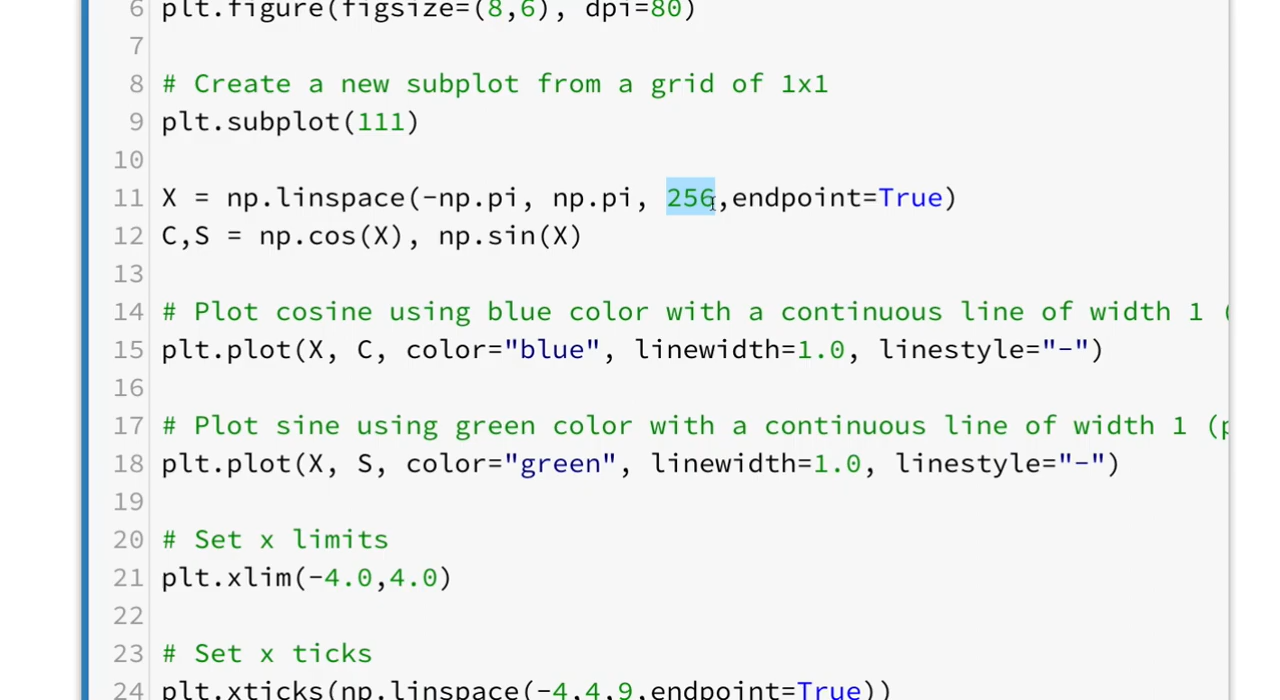 6 plt.figure(figsize=(8,6), dpi=80)
7
8 # Create a new subplot from a grid of 1x1
9 plt.subplot(111)
10
11 X = np.linspace(-np.pi, np.pi, 256,endpoint=True)
12 C,S = np.cos(X), np.sin(X)
13
14 # Plot cosine using blue color with a continuous line of width 1 (
15 plt.plot(X, C, color="blue", linewidth=1.0, linestyle="-")
16
17 # Plot sine using green color with a continuous line of width 1 (p
18 plt.plot(X, S, color="green", linewidth=1.0, linestyle="-")
19
20 # Set x limits
21 plt.xlim(-4.0,4.0)
22
23 # Set x ticks
24 plt.xticks(np.linspace(-4,4,9,endpoint=True))